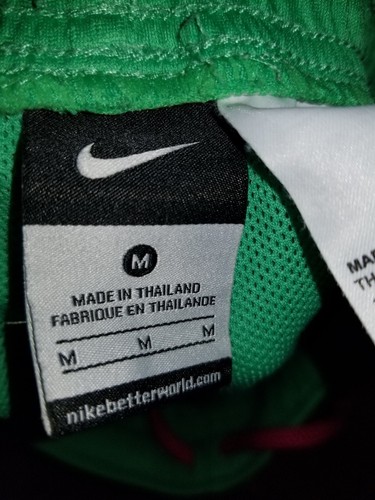 M
MADE IN THAILAND
FABRIQUE EN THAILANDE
M M M
nikebetterworld.com